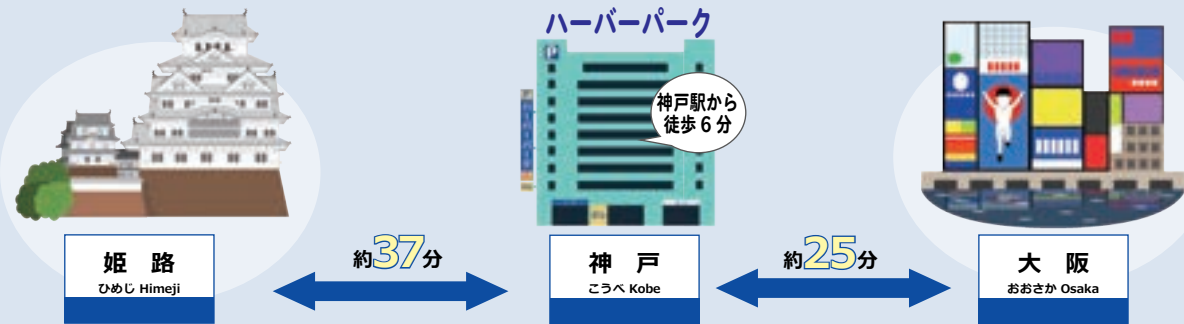 ハーバーパーク
P
神戸駅から
徒歩6分
姫路
ひめじ Himeji
約37分
神戸
こうべ Kobe
約25分
大阪
おおさか Osaka